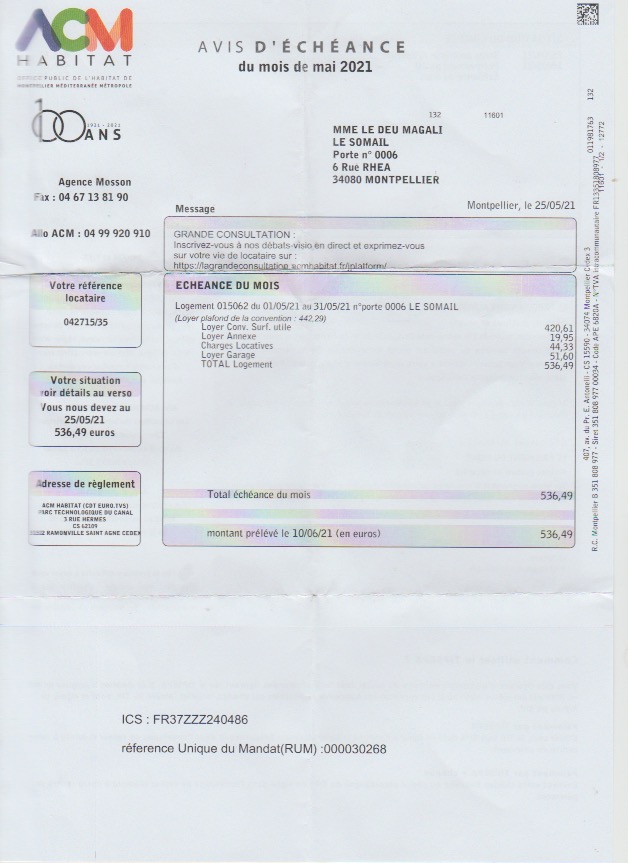 ACM
HABITAT
PUBLIC DE L'HABITAT DE
MONTPELLIER MÉDITERRANÉE MÉTROPOLE
100 ANS
1921 - 2021
AVIS D'ÉCHÉANCE
du mois de mai 2021
132 11601
MME LE DEU MAGALI
LE SOMAIL
Porte n° 0006
6 Rue RHEA
34080 MONTPELLIER
Agence Mosson
Fax : 04 67 13 81 90
Allo ACM : 04 99 920 910
Message
Montpellier, le 25/05/21
GRANDE CONSULTATION :
Inscrivez-vous à nos débats-visio en direct et exprimez-vous
sur votre vie de locataire sur :
https://lagrandeconsultation.acmhabitat.fr/platform/
Votre référence
locataire
042715/35
ECHEANCE DU MOIS
Logement 015062 du 01/05/21 au 31/05/21 n°porte 0006 LE SOMAIL
(Loyer plafond de la convention : 442,29)
Loyer Conv. Surf. utile 420,61
Loyer Annexe 19,95
Charges Locatives 44,33
Loyer Garage 51,60
TOTAL Logement 536,49
Votre situation
voir détails au verso
Vous nous devez au
25/05/21
536,49 euros
Adresse de règlement
ACM HABITAT (CDT EURO.TVS)
PARC TECHNOLOGIQUE DU CANAL
3 RUE HERMES
CS 62109
RAMONVILLE SAINT AGNE CEDEX
Total échéance du mois 536,49
montant prélévé le 10/06/21 (en euros) 536,49
ICS : FR37ZZZ240486
réference Unique du Mandat(RUM) :000030268
132
407, av. du Pr. E. Antonelli - CS 15590 - 34074 Montpellier Cedex 3
R.C. Montpellier B 351 808 977 - Siret 351 808 977 00034 - Code APE 6820A - N°TVA Intracommunautaire